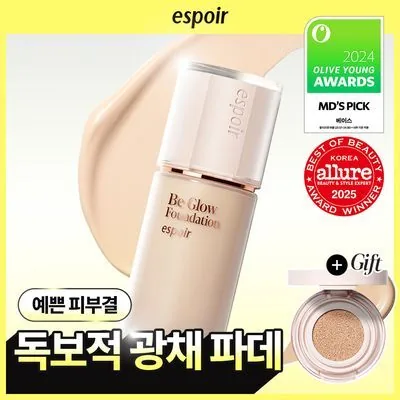 espoir
2024
OLIVE YOUNG
AWARDS
MD'S PICK
베이스
espoir
Be Glow
Foundation
espoir
BEST OF BEAUTY
KOREA
allure
BEAUTY & STYLE EXPERT
2025
AWARD WINNER
+ Gift
예쁜 피부결
독보적 광채 파데